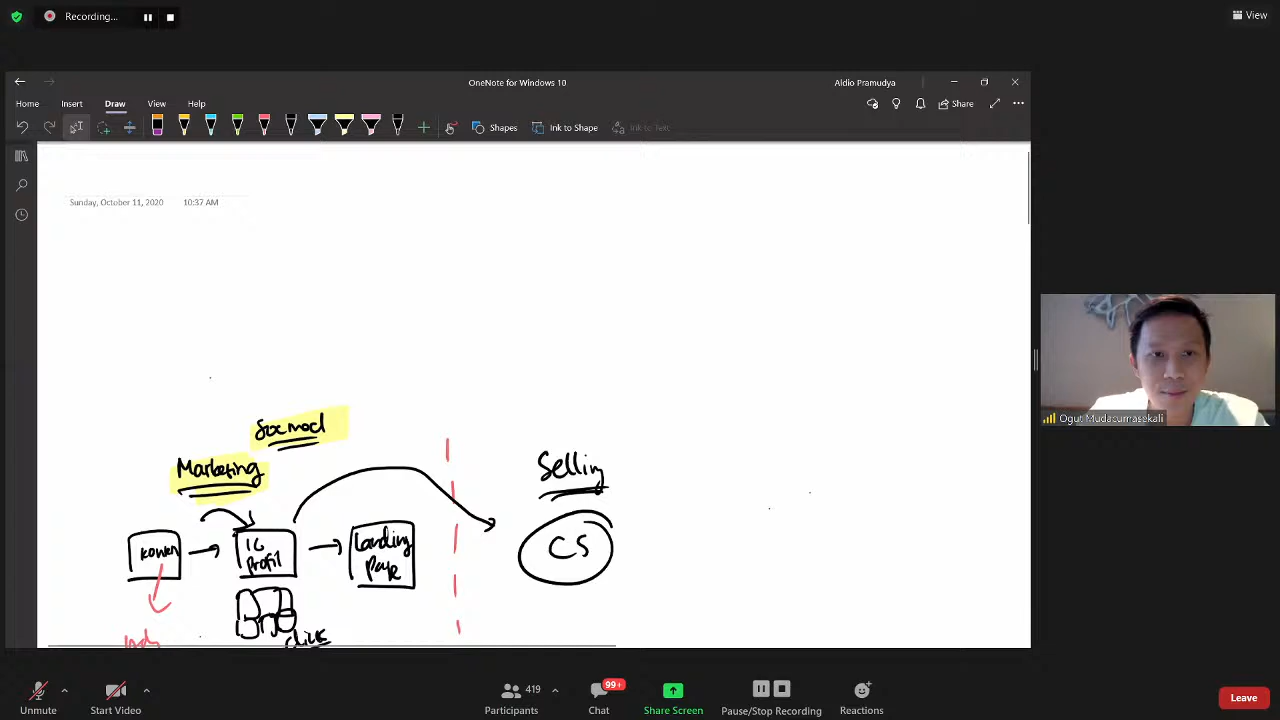 Recording...
View
OneNote for Windows 10
Aldio Pramudya
Home Insert Draw View Help
Share
Shapes
Ink to Shape
Ink to Text
Sunday, October 11, 2020 10:37 AM
Socmed
Marketing
Selling
Konten
IG Profil
Landing Page
CS
click
Ogut Mudacumasekali
Unmute
Start Video
419
Participants
99+
Chat
Share Screen
Pause/Stop Recording
Reactions
Leave